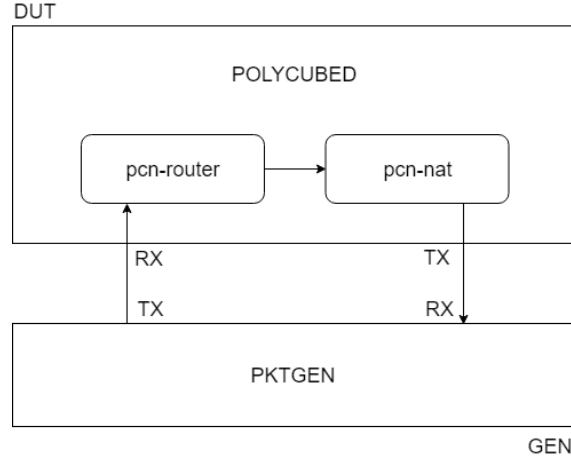 DUT
POLYCUBED
pcn-router
pcn-nat
RX
TX
TX
RX
PKTGEN
GEN